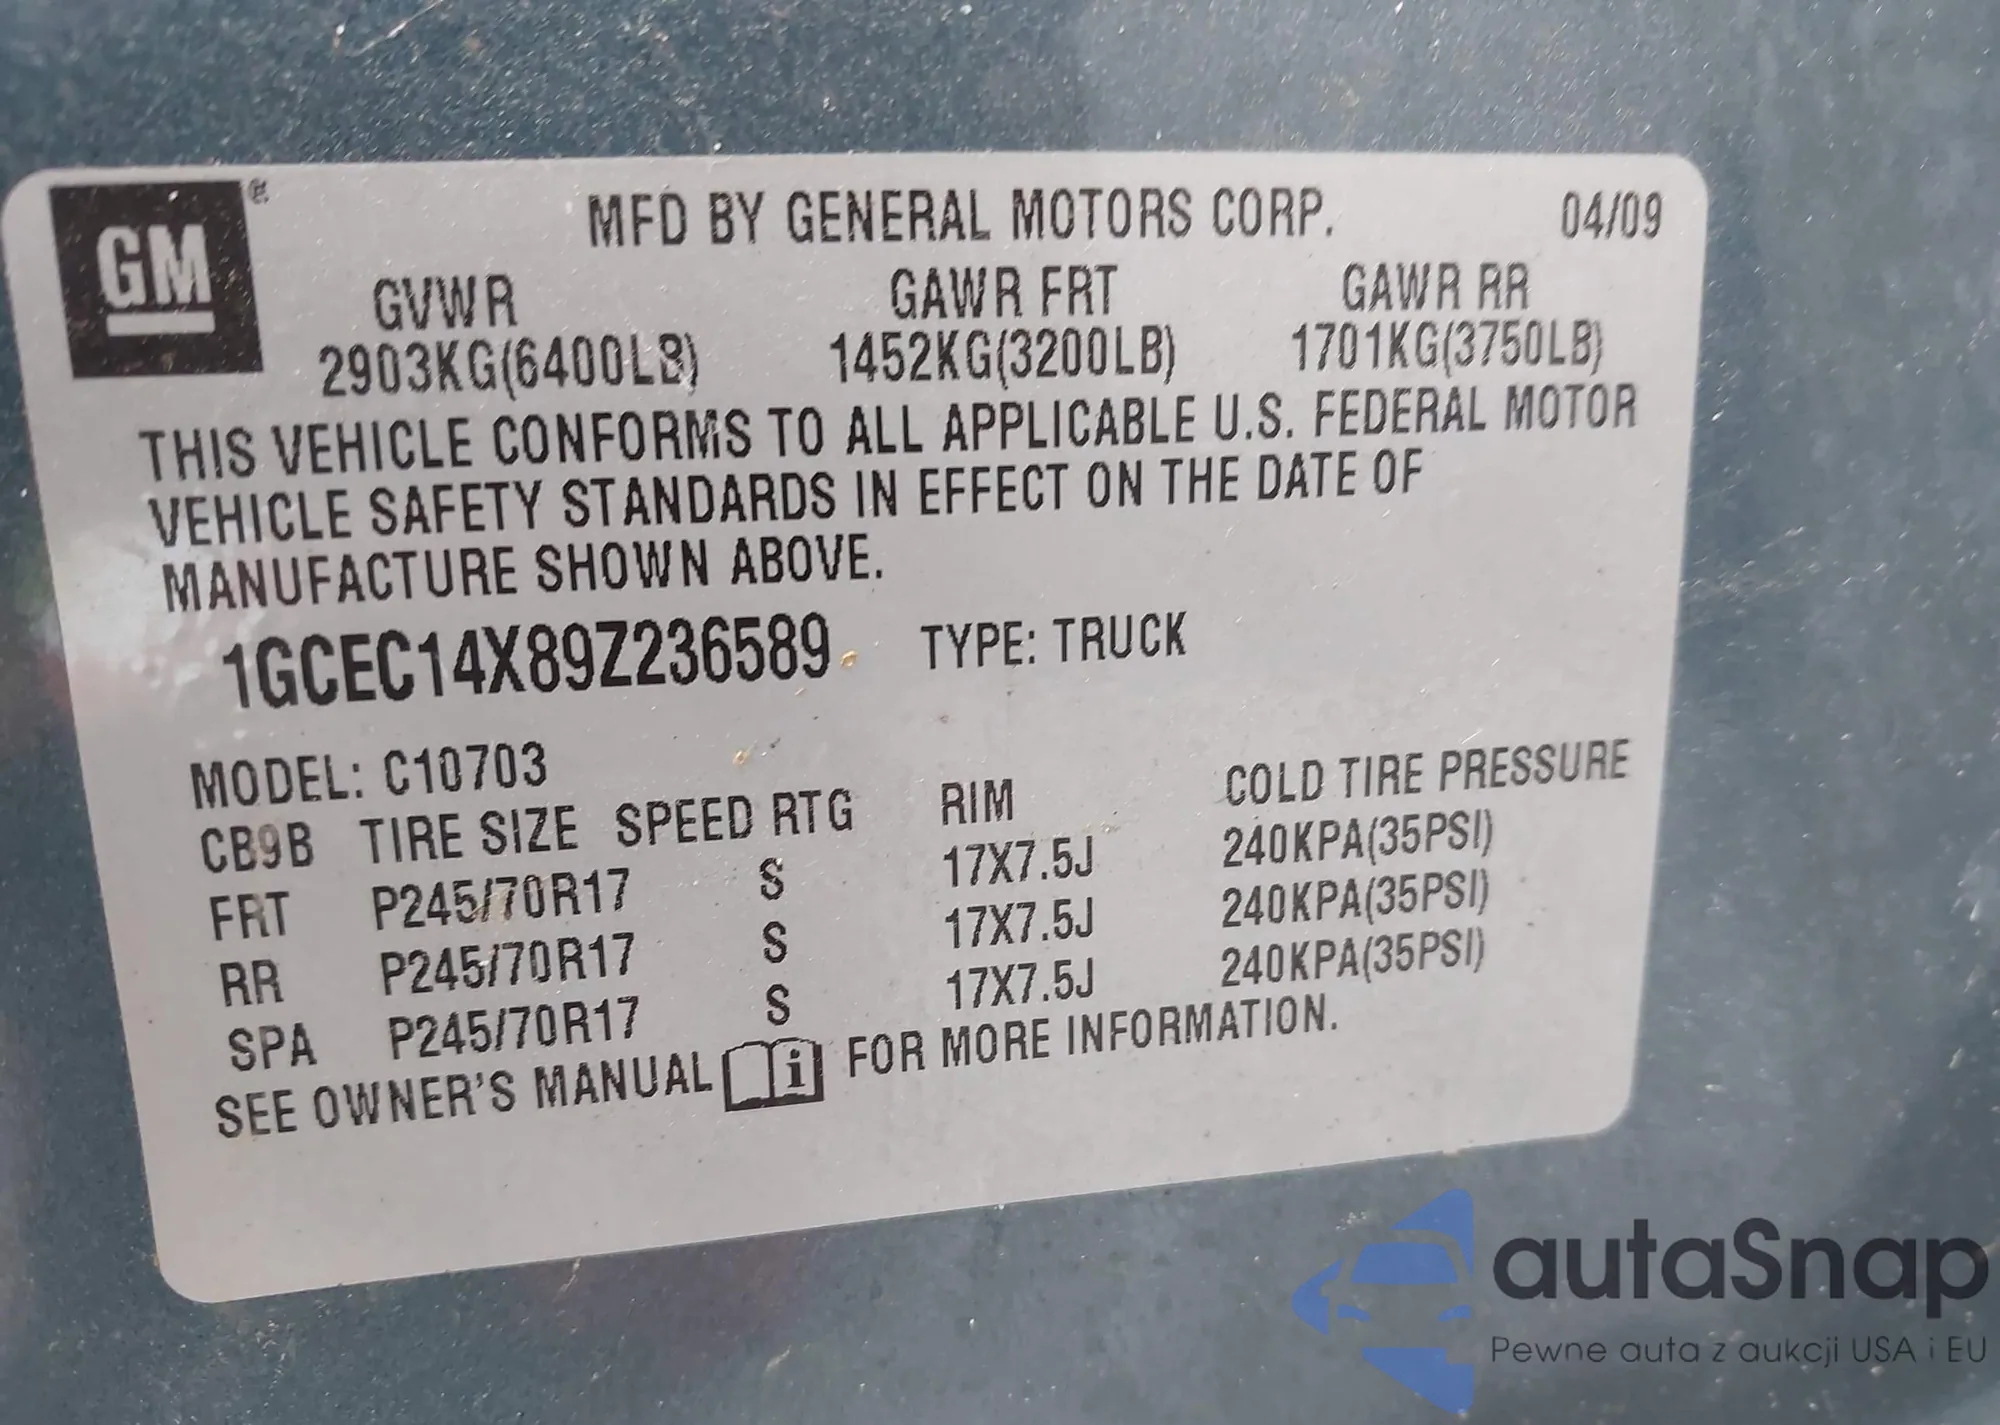 GM ® MFD BY GENERAL MOTORS CORP. 04/09
GVWR GAWR FRT GAWR RR
2903KG(6400LB) 1452KG(3200LB) 1701KG(3750LB)
THIS VEHICLE CONFORMS TO ALL APPLICABLE U.S. FEDERAL MOTOR
VEHICLE SAFETY STANDARDS IN EFFECT ON THE DATE OF
MANUFACTURE SHOWN ABOVE.
1GCEC14X89Z236589 TYPE: TRUCK
MODEL: C10703
CB9B TIRE SIZE SPEED RTG RIM COLD TIRE PRESSURE
FRT P245/70R17 S 17X7.5J 240KPA(35PSI)
RR P245/70R17 S 17X7.5J 240KPA(35PSI)
SPA P245/70R17 S 17X7.5J 240KPA(35PSI)
SEE OWNER'S MANUAL i FOR MORE INFORMATION.
autaSnap
Pewne auta z aukcji USA i EU